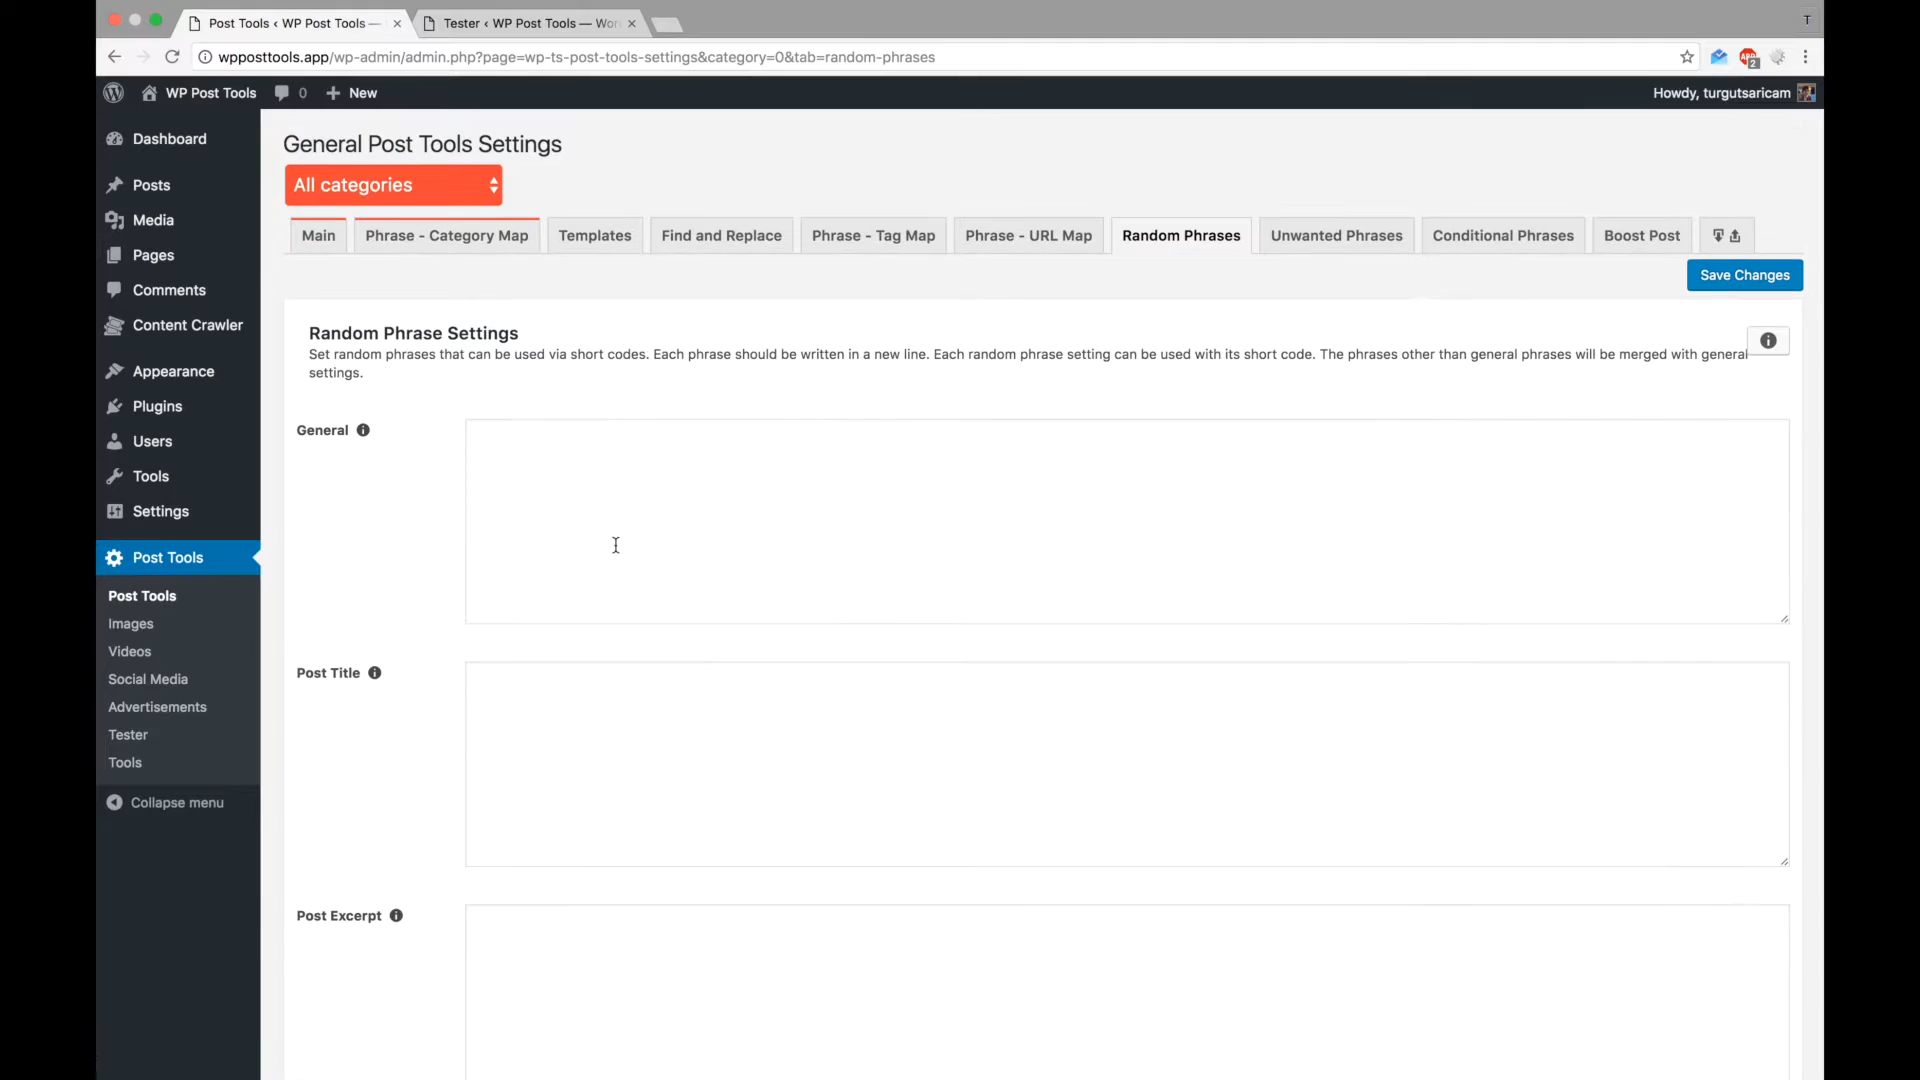 Post Tools ‹ WP Post Tools —
Tester ‹ WP Post Tools — Wor
T
wpposttools.app/wp-admin/admin.php?page=wp-ts-post-tools-settings&category=0&tab=random-phrases
ABP
2
WP Post Tools
0
New
Howdy, turgutsaricam
Dashboard
Posts
Media
Pages
Comments
Content Crawler
Appearance
Plugins
Users
Tools
Settings
Post Tools
Post Tools
Images
Videos
Social Media
Advertisements
Tester
Tools
Collapse menu
General Post Tools Settings
All categories
Main
Phrase - Category Map
Templates
Find and Replace
Phrase - Tag Map
Phrase - URL Map
Random Phrases
Unwanted Phrases
Conditional Phrases
Boost Post
Save Changes
Random Phrase Settings
Set random phrases that can be used via short codes. Each phrase should be written in a new line. Each random phrase setting can be used with its short code. The phrases other than general phrases will be merged with general
settings.
General
Post Title
Post Excerpt